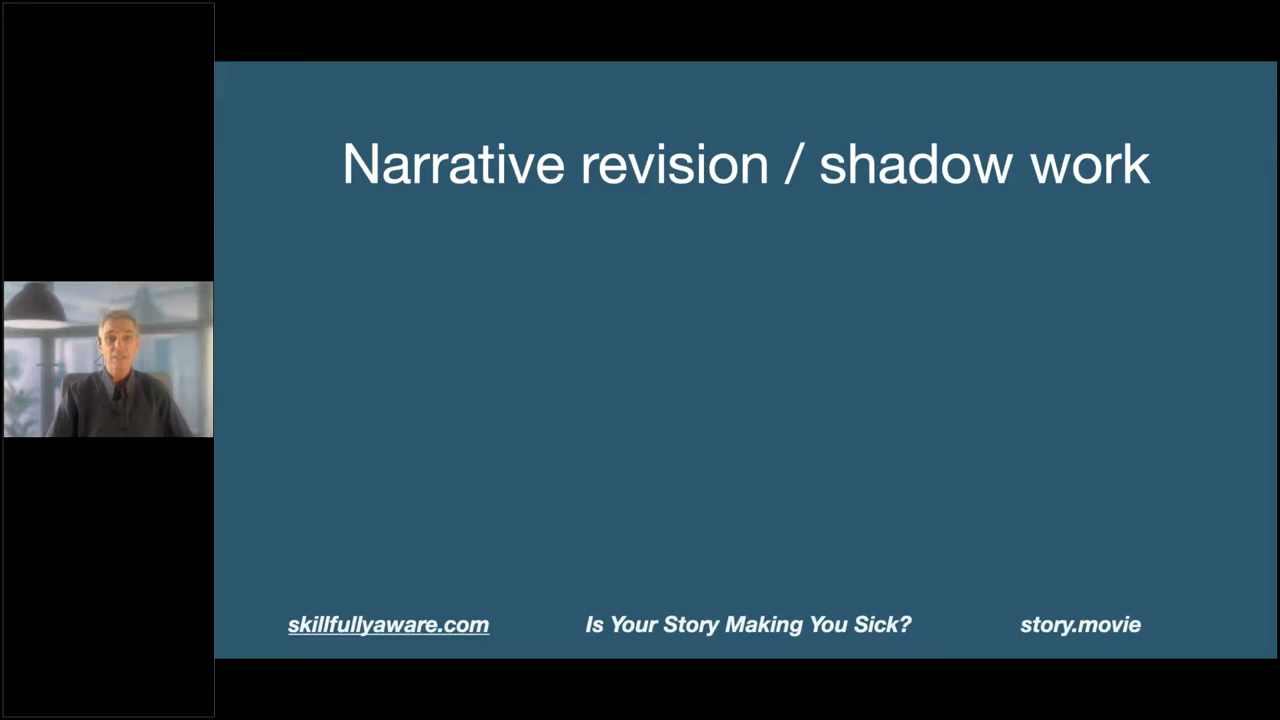 Narrative revision / shadow work
skillfullyaware.com
Is Your Story Making You Sick?
story.movie